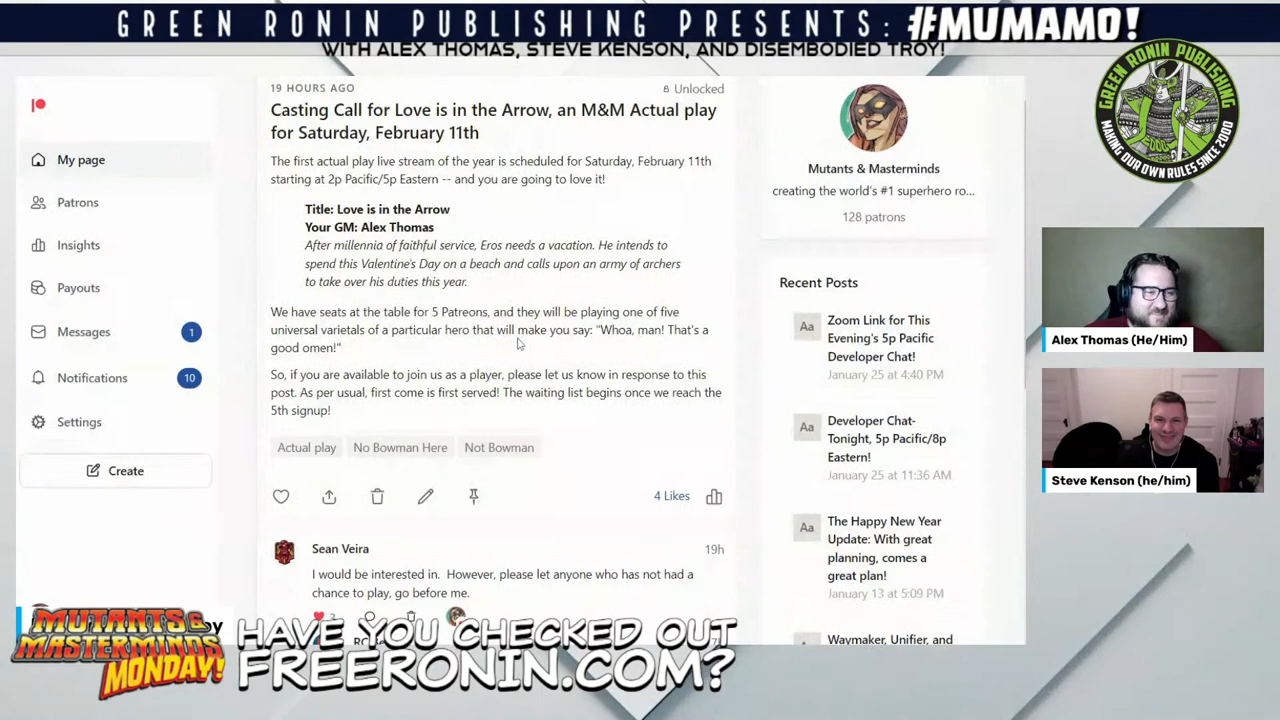 GREEN RONIN PUBLISHING PRESENTS: #MUMAMO!
WITH ALEX THOMAS, STEVE KENSON, AND DISEMBODIED TROY!
GREEN RONIN PUBLISHING
MAKING OUR OWN RULES SINCE 2000
My page
Patrons
Insights
Payouts
Messages
1
Notifications
10
Settings
Create
19 HOURS AGO
Unlocked
Casting Call for Love is in the Arrow, an M&M Actual play
for Saturday, February 11th
The first actual play live stream of the year is scheduled for Saturday, February 11th
starting at 2p Pacific/5p Eastern -- and you are going to love it!
Title: Love is in the Arrow
Your GM: Alex Thomas
After millennia of faithful service, Eros needs a vacation. He intends to
spend this Valentine's Day on a beach and calls upon an army of archers
to take over his duties this year.
We have seats at the table for 5 Patreons, and they will be playing one of five
universal varietals of a particular hero that will make you say: "Whoa, man! That's a
good omen!"
So, if you are available to join us as a player, please let us know in response to this
post. As per usual, first come is first served! The waiting list begins once we reach the
5th signup!
Actual play
No Bowman Here
Not Bowman
4 Likes
Sean Veira
19h
I would be interested in. However, please let anyone who has not had a
chance to play, go before me.
Mutants & Masterminds
creating the world's #1 superhero ro...
128 patrons
Recent Posts
Aa
Zoom Link for This
Evening's 5p Pacific
Developer Chat!
January 25 at 4:40 PM
Aa
Developer Chat-
Tonight, 5p Pacific/8p
Eastern!
January 25 at 11:36 AM
Aa
The Happy New Year
Update: With great
planning, comes a
great plan!
January 13 at 5:09 PM
Aa
Waymaker, Unifier, and
Alex Thomas (He/Him)
Steve Kenson (he/him)
MUTANTS &
MASTERMINDS
MONDAY!
HAVE YOU CHECKED OUT
FREERONIN.COM?